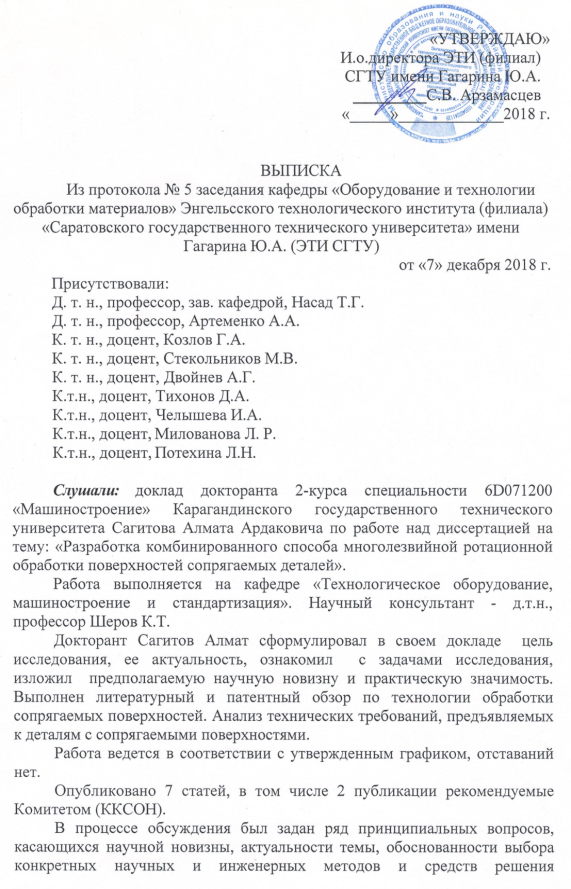 «УТВЕРЖДАЮ»
И.о.директора ЭТИ (филиал)
СГТУ имени Гагарина Ю.А.
_________С.В. Арзамасцев
«_____»_____________2018 г.
ВЫПИСКА
Из протокола № 5 заседания кафедры «Оборудование и технологии
обработки материалов» Энгельсского технологического института (филиала)
«Саратовского государственного технического университета» имени
Гагарина Ю.А. (ЭТИ СГТУ)
от «7» декабря 2018 г.
Присутствовали:
Д. т. н., профессор, зав. кафедрой, Насад Т.Г.
Д. т. н., профессор, Артеменко А.А.
К. т. н., доцент, Козлов Г.А.
К. т. н., доцент, Стекольников М.В.
К. т. н., доцент, Двойнев А.Г.
К.т.н., доцент, Тихонов Д.А.
К.т.н., доцент, Челышева И.А.
К.т.н., доцент, Милованова Л. Р.
К.т.н., доцент, Потехина Л.Н.
Слушали: доклад докторанта 2-курса специальности 6D071200
«Машиностроение» Карагандинского государственного технического
университета Сагитова Алмата Ардаковича по работе над диссертацией на
тему: «Разработка комбинированного способа многолезвийной ротационной
обработки поверхностей сопрягаемых деталей».
Работа выполняется на кафедре «Технологическое оборудование,
машиностроение и стандартизация». Научный консультант - д.т.н.,
профессор Шеров К.Т.
Докторант Сагитов Алмат сформулировал в своем докладе цель
исследования, ее актуальность, ознакомил с задачами исследования,
изложил предполагаемую научную новизну и практическую значимость.
Выполнен литературный и патентный обзор по технологии обработки
сопрягаемых поверхностей. Анализ технических требований, предъявляемых
к деталям с сопрягаемыми поверхностями.
Работа ведется в соответствии с утвержденным графиком, отставаний
нет.
Опубликовано 7 статей, в том числе 2 публикации рекомендуемые
Комитетом (ККСОН).
В процессе обсуждения был задан ряд принципиальных вопросов,
касающихся научной новизны, актуальности темы, обоснованности выбора
конкретных научных и инженерных методов и средств решения